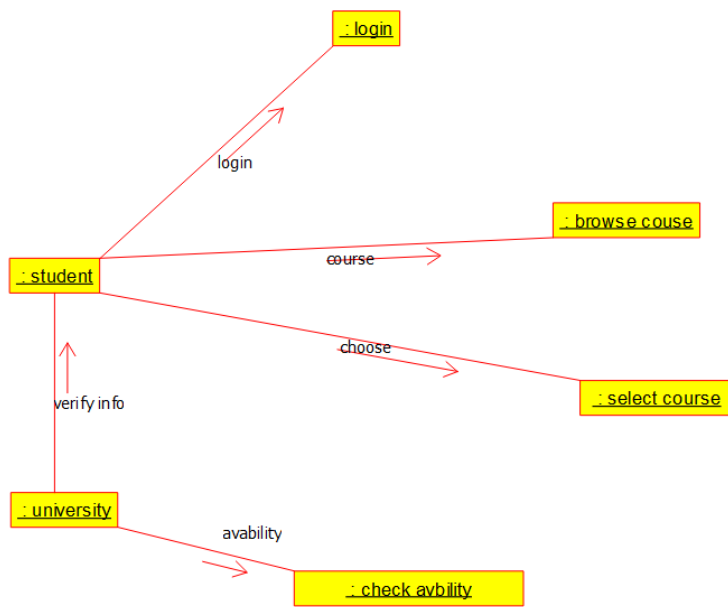 : login
login
: browse couse
: student
course
choose
: select course
verify info
: university
avability
: check avbility